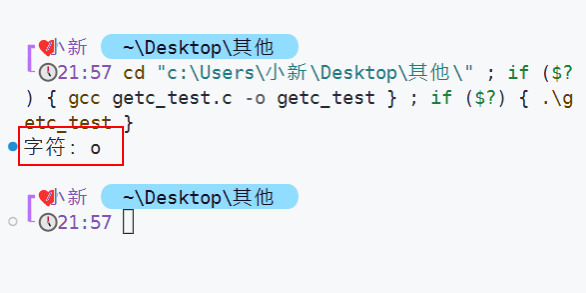 小新 ~\Desktop\其他
21:57 cd "c:\Users\小新\Desktop\其他\" ; if ($?
) { gcc getc_test.c -o getc_test } ; if ($?) { .\g
etc_test }
字符: o
小新 ~\Desktop\其他
21:57